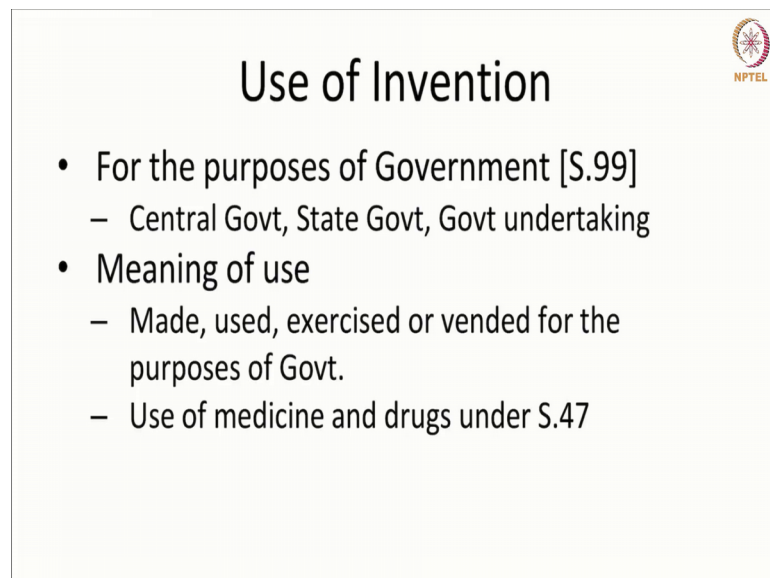 NPTEL
Use of Invention
• For the purposes of Government [S.99]
– Central Govt, State Govt, Govt undertaking
• Meaning of use
– Made, used, exercised or vended for the
purposes of Govt.
– Use of medicine and drugs under S.47